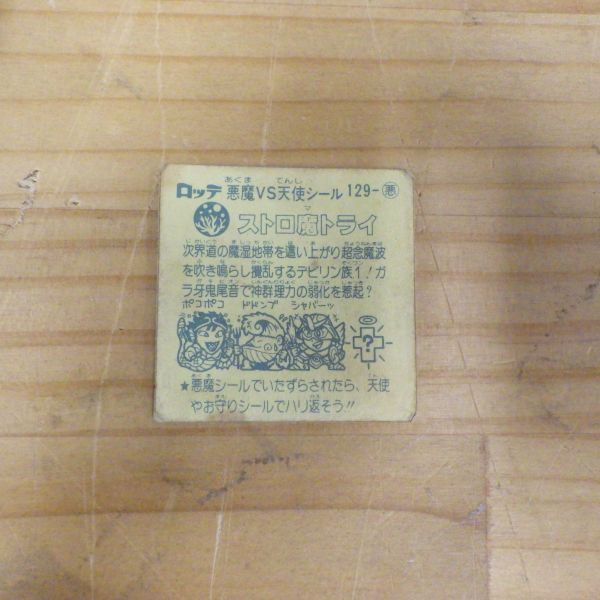 ロッテ 悪魔VS天使シール 129-悪
ストロ魔トライ
次界道の魔湿地帯を這い上がり超念魔波
を吹き鳴らし攪乱するデビリン族1!ガ
ラ牙鬼尾音で神群理力の弱化を惹起?
ポコポコ ドドンプ シャバーッ
?
★悪魔シールでいたずらされたら、天使
やお守りシールでハリ返そう!!